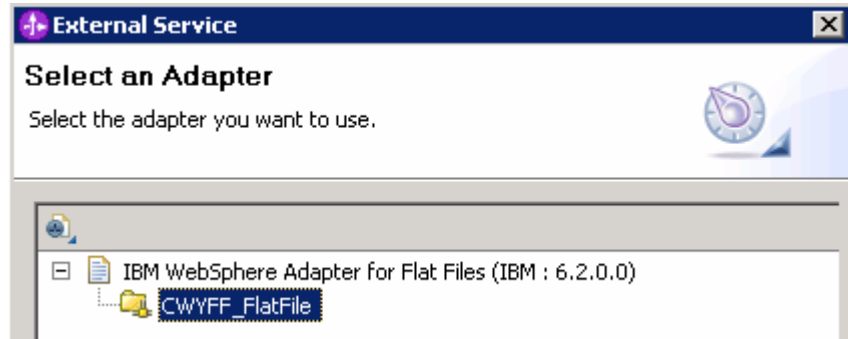 External Service
Select an Adapter
Select the adapter you want to use.
IBM WebSphere Adapter for Flat Files (IBM : 6.2.0.0)
CWYFF_FlatFile